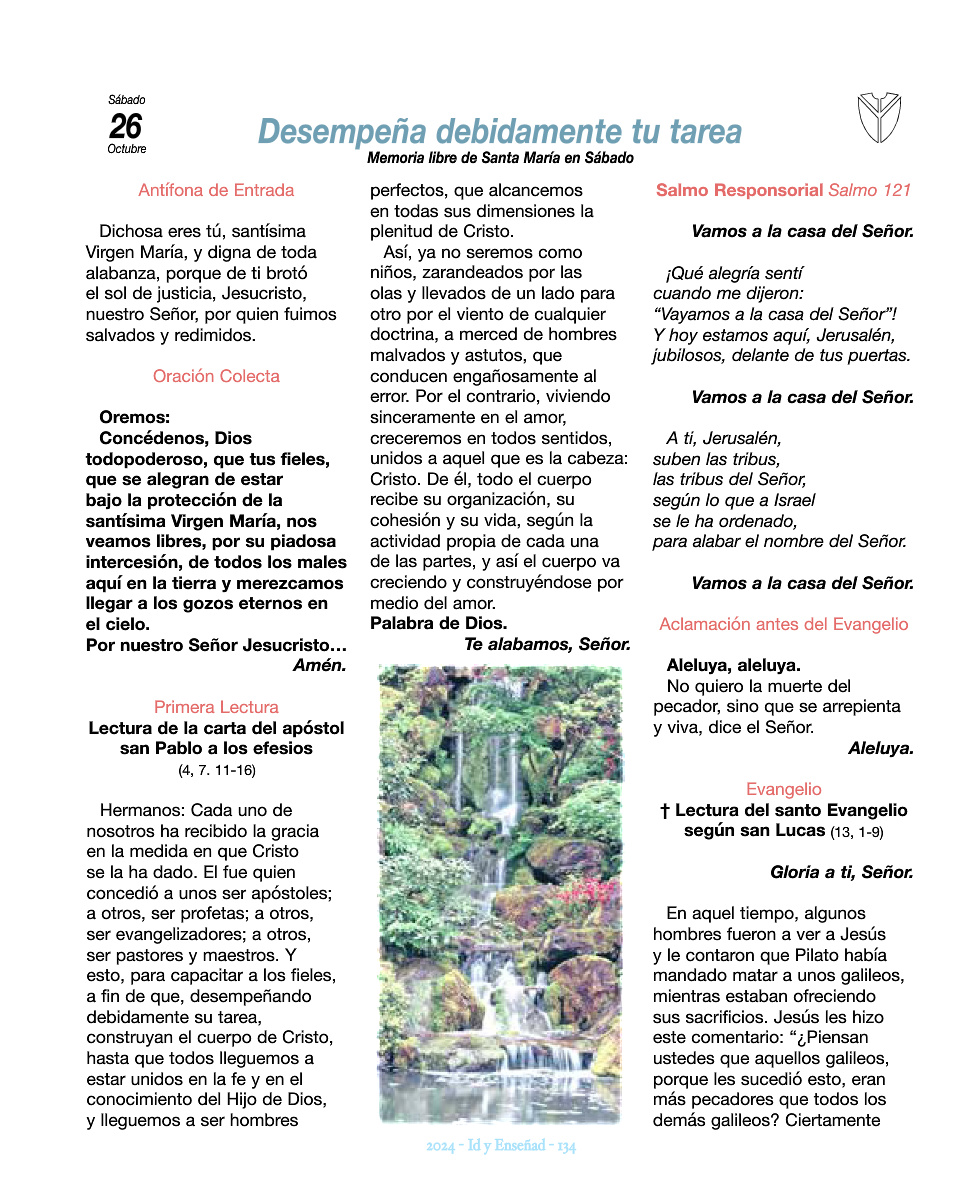 Sábado
26
Octubre
Desempeña debidamente tu tarea
Memoria libre de Santa María en Sábado
Antífona de Entrada
Dichosa eres tú, santísima
Virgen María, y digna de toda
alabanza, porque de ti brotó
el sol de justicia, Jesucristo,
nuestro Señor, por quien fuimos
salvados y redimidos.
Oración Colecta
Oremos:
Concédenos, Dios
todopoderoso, que tus fieles,
que se alegran de estar
bajo la protección de la
santísima Virgen María, nos
veamos libres, por su piadosa
intercesión, de todos los males
aquí en la tierra y merezcamos
llegar a los gozos eternos en
el cielo.
Por nuestro Señor Jesucristo…
Amén.
Primera Lectura
Lectura de la carta del apóstol
san Pablo a los efesios
(4, 7. 11-16)
Hermanos: Cada uno de
nosotros ha recibido la gracia
en la medida en que Cristo
se la ha dado. El fue quien
concedió a unos ser apóstoles;
a otros, ser profetas; a otros,
ser evangelizadores; a otros,
ser pastores y maestros. Y
esto, para capacitar a los fieles,
a fin de que, desempeñando
debidamente su tarea,
construyan el cuerpo de Cristo,
hasta que todos lleguemos a
estar unidos en la fe y en el
conocimiento del Hijo de Dios,
y lleguemos a ser hombres
perfectos, que alcancemos
en todas sus dimensiones la
plenitud de Cristo.
Así, ya no seremos como
niños, zarandeados por las
olas y llevados de un lado para
otro por el viento de cualquier
doctrina, a merced de hombres
malvados y astutos, que
conducen engañosamente al
error. Por el contrario, viviendo
sinceramente en el amor,
creceremos en todos sentidos,
unidos a aquel que es la cabeza:
Cristo. De él, todo el cuerpo
recibe su organización, su
cohesión y su vida, según la
actividad propia de cada una
de las partes, y así el cuerpo va
creciendo y construyéndose por
medio del amor.
Palabra de Dios.
Te alabamos, Señor.
Salmo Responsorial Salmo 121
Vamos a la casa del Señor.
¡Qué alegría sentí
cuando me dijeron:
“Vayamos a la casa del Señor”!
Y hoy estamos aquí, Jerusalén,
jubilosos, delante de tus puertas.
Vamos a la casa del Señor.
A ti, Jerusalén,
suben las tribus,
las tribus del Señor,
según lo que a Israel
se le ha ordenado,
para alabar el nombre del Señor.
Vamos a la casa del Señor.
Aclamación antes del Evangelio
Aleluya, aleluya.
No quiero la muerte del
pecador, sino que se arrepienta
y viva, dice el Señor.
Aleluya.
Evangelio
† Lectura del santo Evangelio
según san Lucas (13, 1-9)
Gloria a ti, Señor.
En aquel tiempo, algunos
hombres fueron a ver a Jesús
y le contaron que Pilato había
mandado matar a unos galileos,
mientras estaban ofreciendo
sus sacrificios. Jesús les hizo
este comentario: “¿Piensan
ustedes que aquellos galileos,
porque les sucedió esto, eran
más pecadores que todos los
demás galileos? Ciertamente
2024 - Id y Enseñad - 134